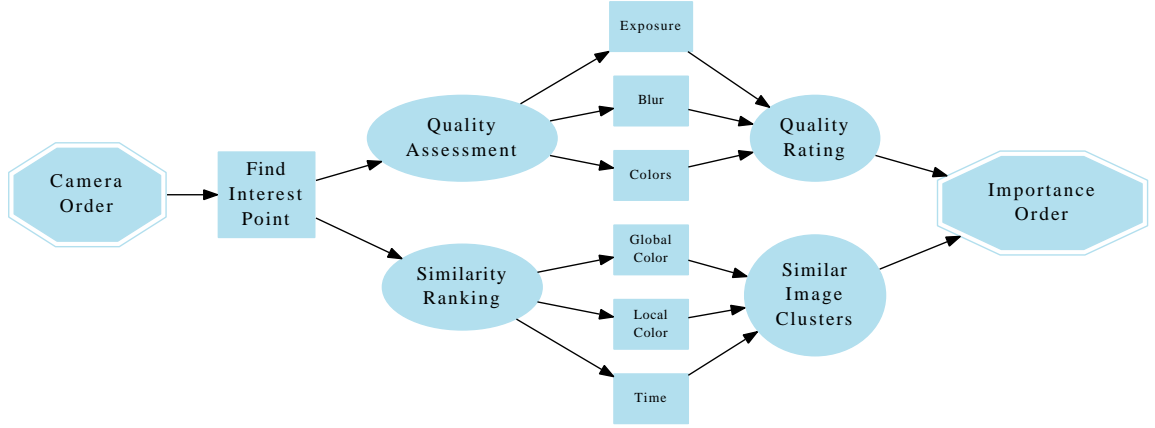 Camera
Order
Find
Interest
Point
Quality
Assessment
Similarity
Ranking
Exposure
Blur
Colors
Global
Color
Local
Color
Time
Quality
Rating
Similar
Image
Clusters
Importance
Order